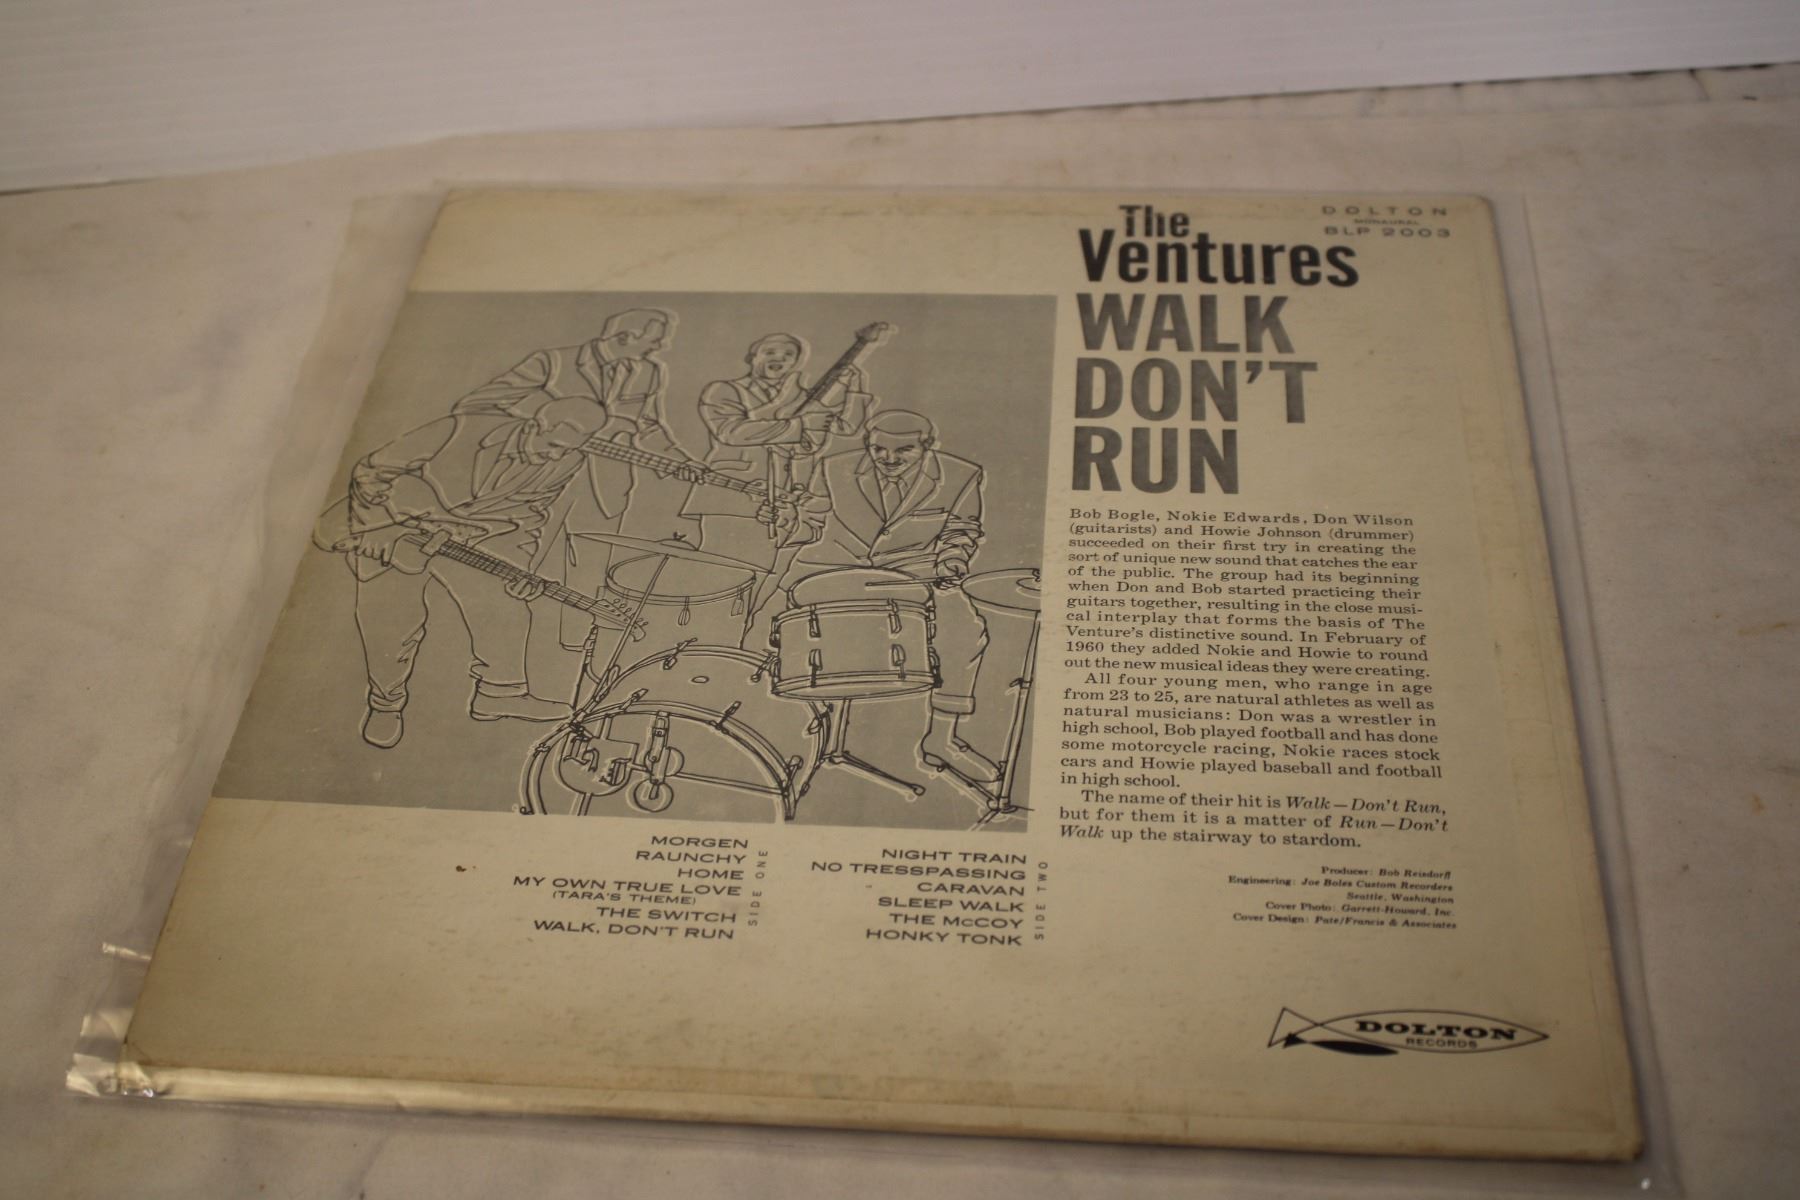 The
Ventures
WALK
DON'T
RUN
DOLTON
MONAURAL
BLP 2003
Bob Bogle, Nokie Edwards, Don Wilson
(guitarists) and Howie Johnson (drummer)
succeeded on their first try in creating the
sort of unique new sound that catches the ear
of the public. The group had its beginning
when Don and Bob started practicing their
guitars together, resulting in the close musi-
cal interplay that forms the basis of The
Venture's distinctive sound. In February of
1960 they added Nokie and Howie to round
out the new musical ideas they were creating.
All four young men, who range in age
from 23 to 25, are natural athletes as well as
natural musicians: Don was a wrestler in
high school, Bob played football and has done
some motorcycle racing, Nokie races stock
cars and Howie played baseball and football
in high school.
The name of their hit is Walk—Don't Run,
but for them it is a matter of Run—Don't
Walk up the stairway to stardom.
Producer: Bob Reisdorff
Engineering: Joe Boles Custom Recorders
Seattle, Washington
Cover Photo: Garrett-Howard, Inc.
Cover Design: Pate/Francis & Associates
MORGEN
RAUNCHY
HOME
MY OWN TRUE LOVE
(TARA'S THEME)
THE SWITCH
WALK, DON'T RUN
SIDE ONE
NIGHT TRAIN
NO TRESSPASSING
CARAVAN
SLEEP WALK
THE McCOY
HONKY TONK
SIDE TWO
DOLTON
RECORDS